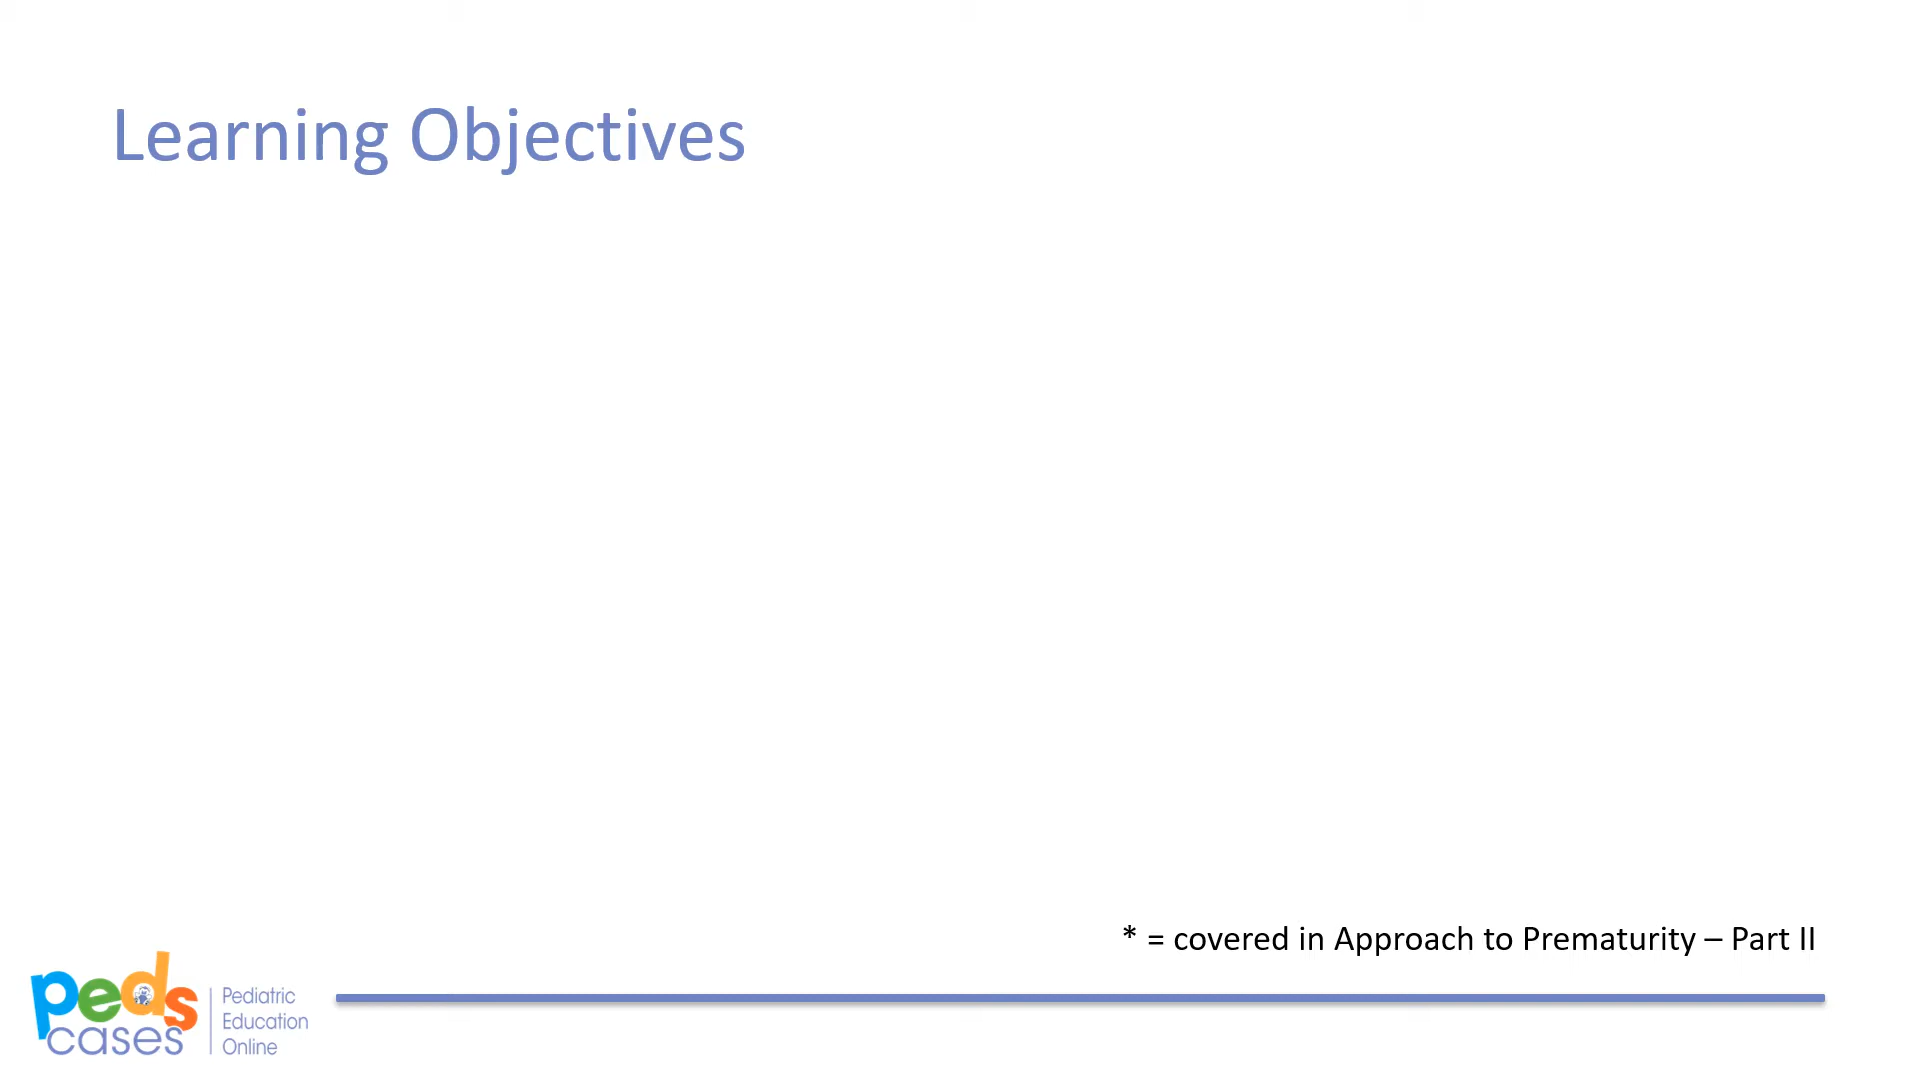 Learning Objectives
* = covered in Approach to Prematurity – Part II
peds
cases
Pediatric
Education
Online